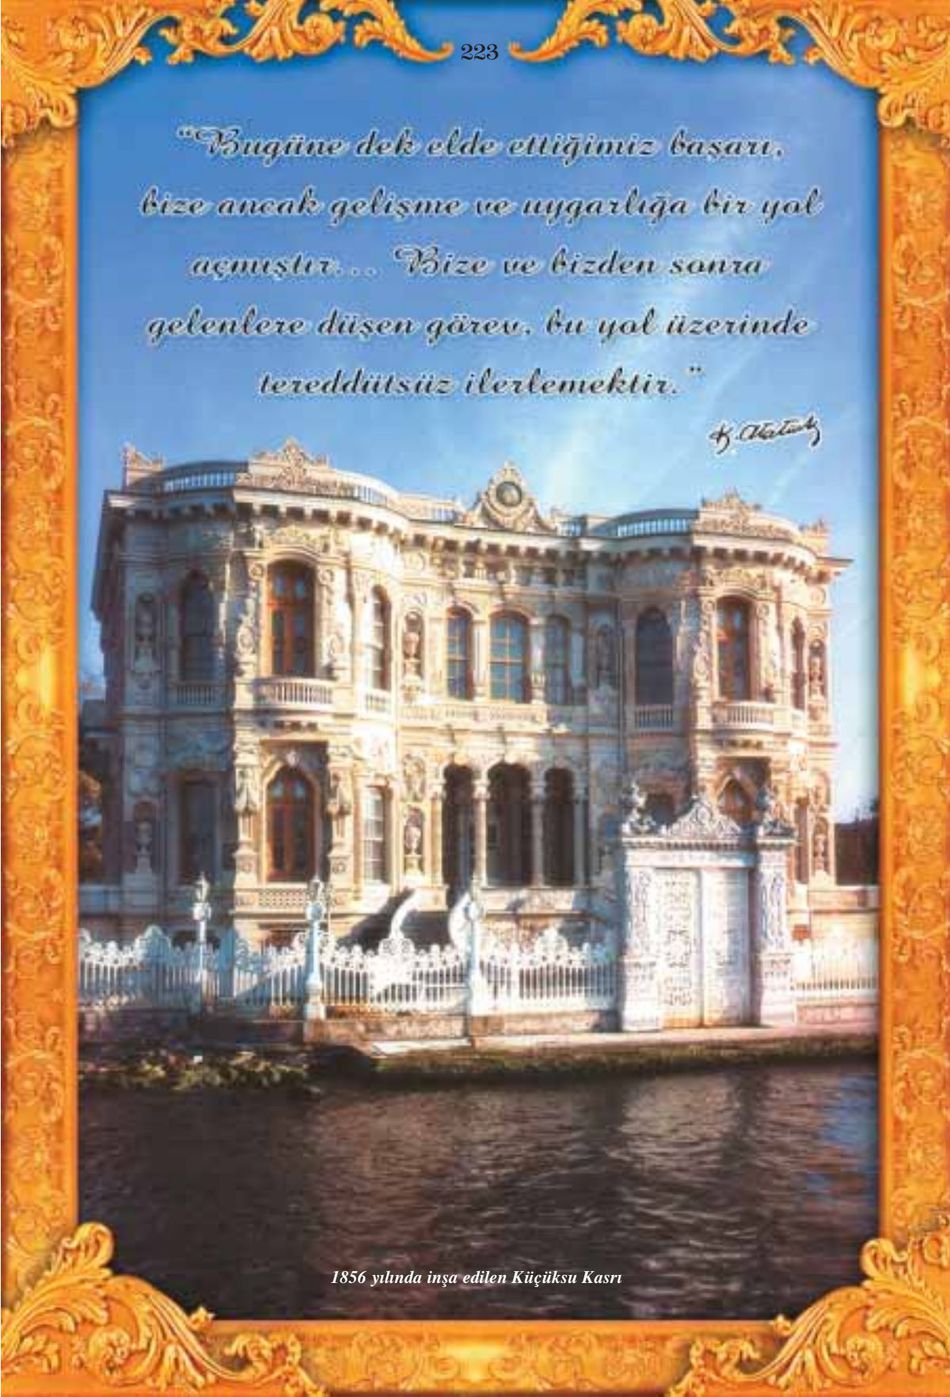 223
“Bugüne dek elde ettiğimiz başarı,
bize ancak gelişme ve uygarlığa bir yol
açmıştır... Bize ve bizden sonra
gelenlere düşen görev, bu yol üzerinde
tereddütsüz ilerlemektir.”
K. Atatürk
1856 yılında inşa edilen Küçüksu Kasrı